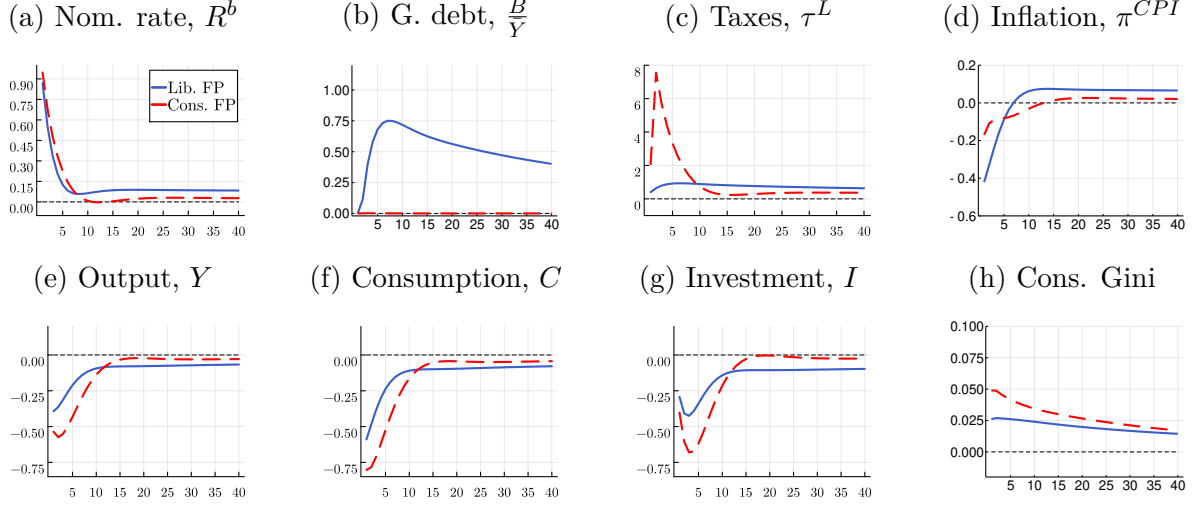 (a) Nom. rate, R^b
(b) G. debt, B/Ȳ
(c) Taxes, τ^L
(d) Inflation, π^CPI
0.90
0.75
0.60
0.45
0.30
0.15
0.00
Lib. FP
Cons. FP
5 10 15 20 25 30 35 40
1.00
0.75
0.50
0.25
0.00
5 10 15 20 25 30 35 40
8
6
4
2
0
5 10 15 20 25 30 35 40
0.2
0.0
-0.2
-0.4
-0.6
5 10 15 20 25 30 35 40
(e) Output, Y
(f) Consumption, C
(g) Investment, I
(h) Cons. Gini
0.00
−0.25
−0.50
−0.75
5 10 15 20 25 30 35 40
0.00
−0.25
−0.50
−0.75
5 10 15 20 25 30 35 40
0.00
−0.25
−0.50
−0.75
5 10 15 20 25 30 35 40
0.100
0.075
0.050
0.025
0.000
5 10 15 20 25 30 35 40